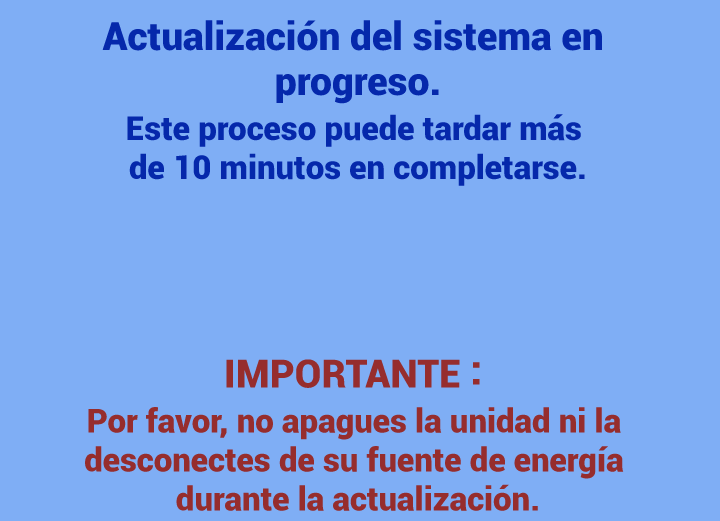 Actualización del sistema en
progreso.
Este proceso puede tardar más
de 10 minutos en completarse.
IMPORTANTE :
Por favor, no apagues la unidad ni la
desconectes de su fuente de energía
durante la actualización.